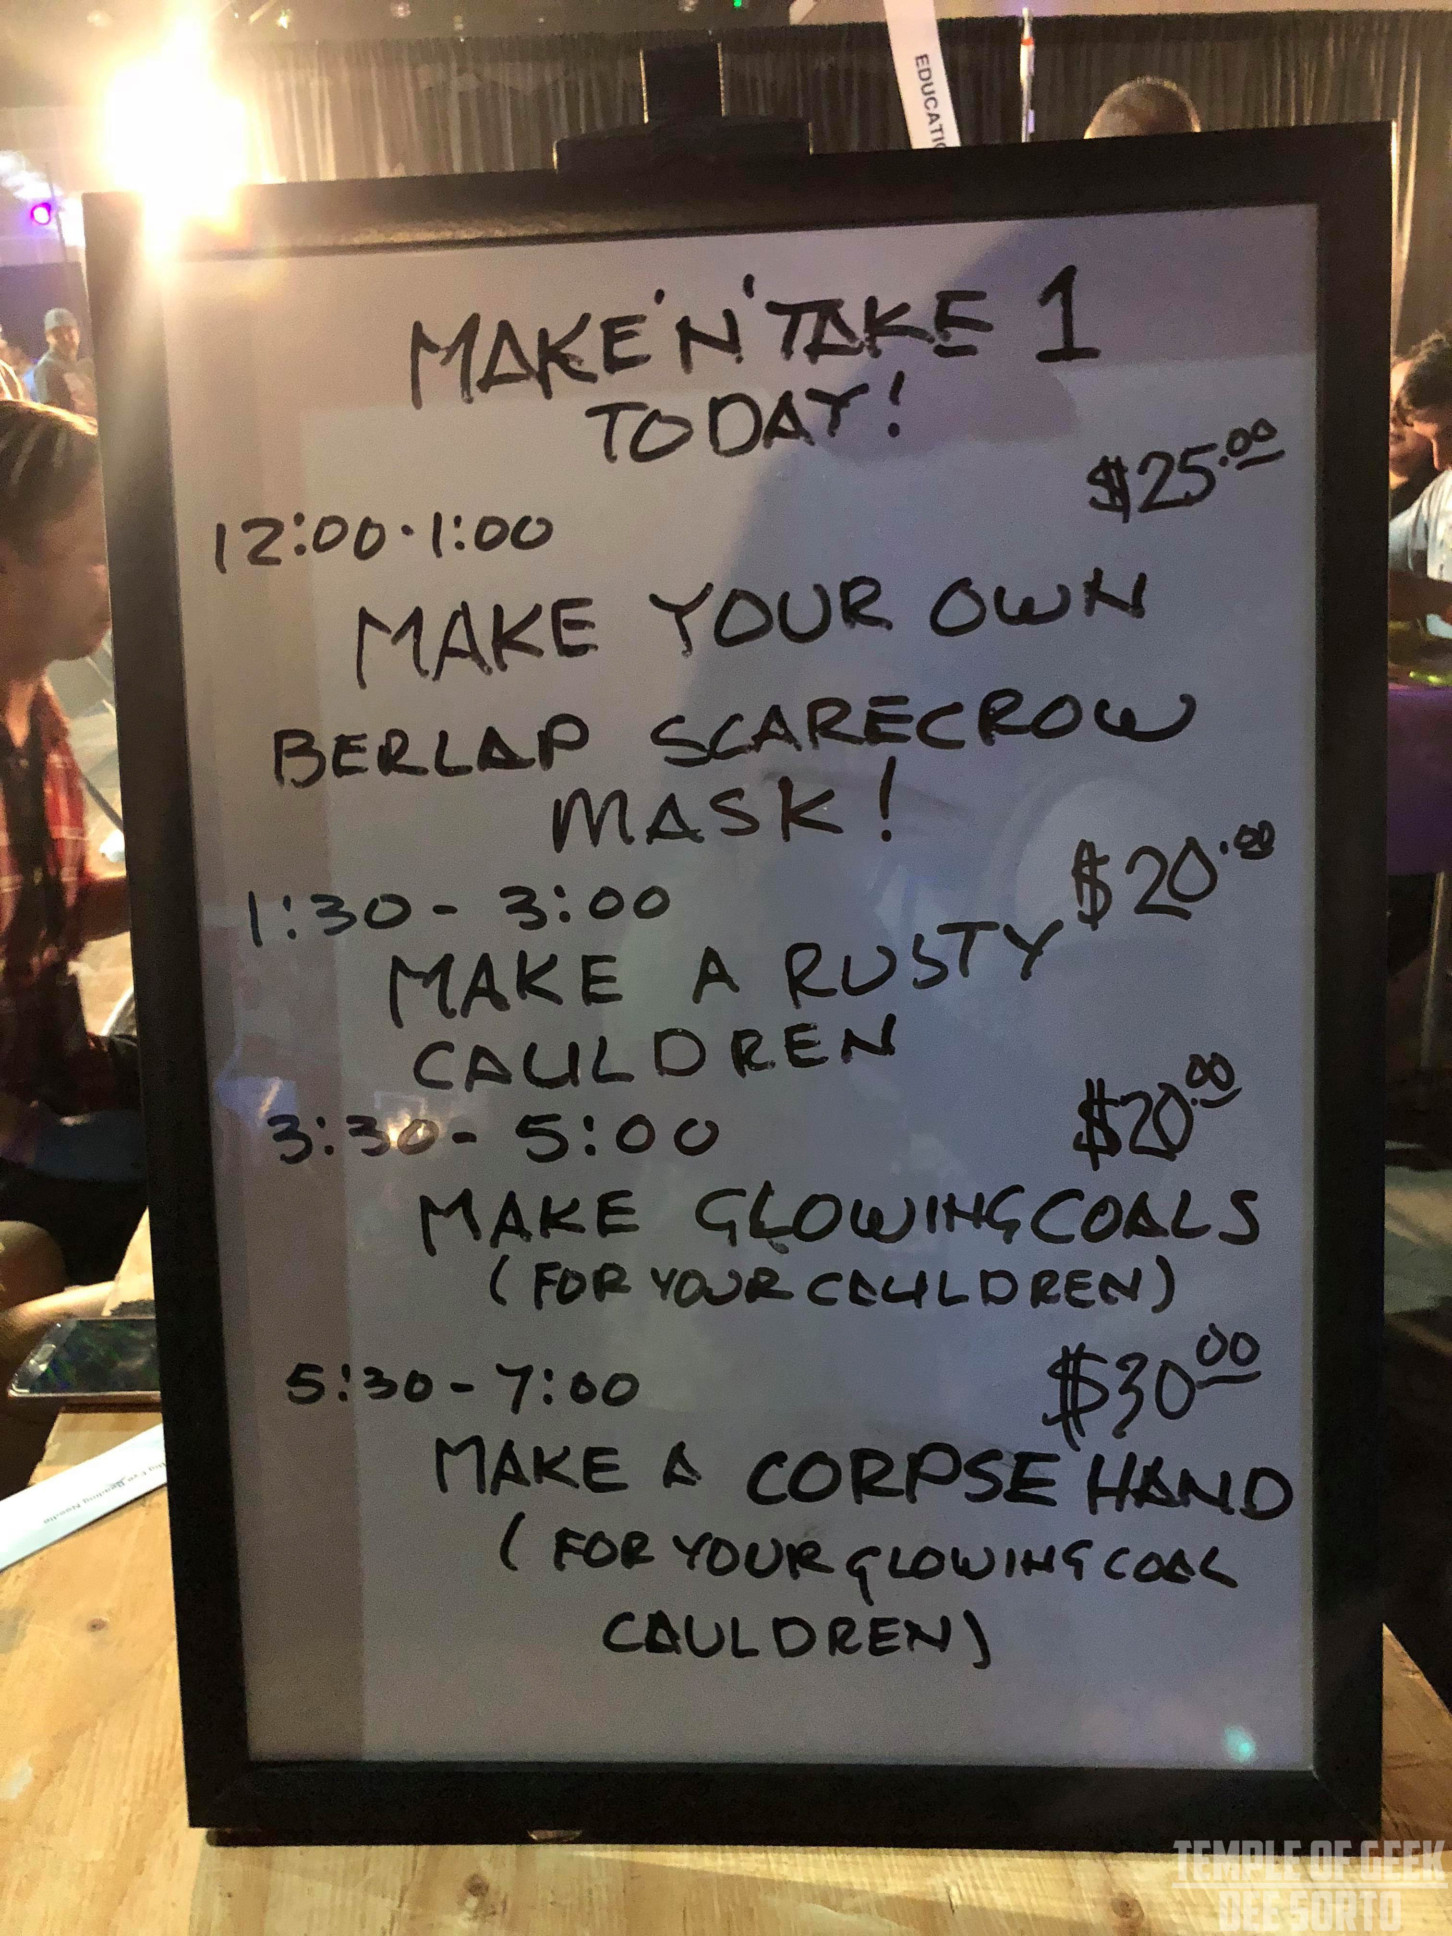 EDUCATI
MAKE 'N' TAKE 1
TODAY!
$25.00
12:00-1:00
MAKE YOUR OWN
BERLAP SCARECROW
MASK!
$20.00
1:30-3:00
MAKE A RUSTY
CAULDREN
3:30-5:00 $20.00
MAKE GLOWING COALS
(FOR YOUR CAULDREN)
5:30-7:00 $30.00
MAKE A CORPSE HAND
(FOR YOUR GLOWING COAL
CAULDREN)
TEMPLE OF GEEK
DEE SORTO